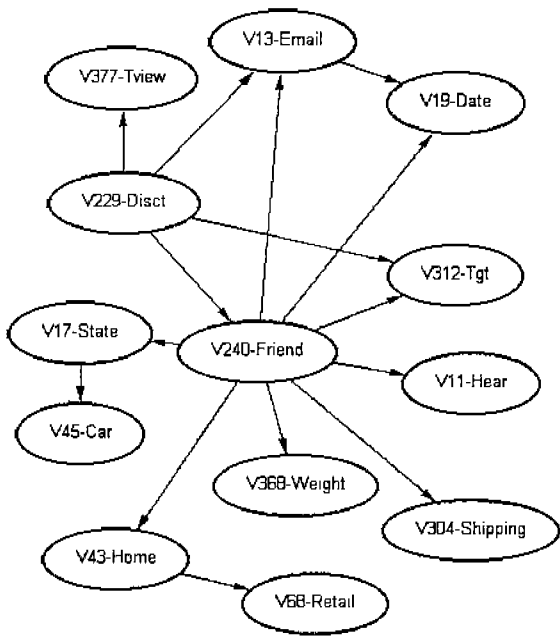 V13-Email
V377-Tview
V19-Date
V229-Disct
V312-Tgt
V17-State
V240-Friend
V11-Hear
V45-Car
V368-Weight
V304-Shipping
V43-Home
V68-Retail